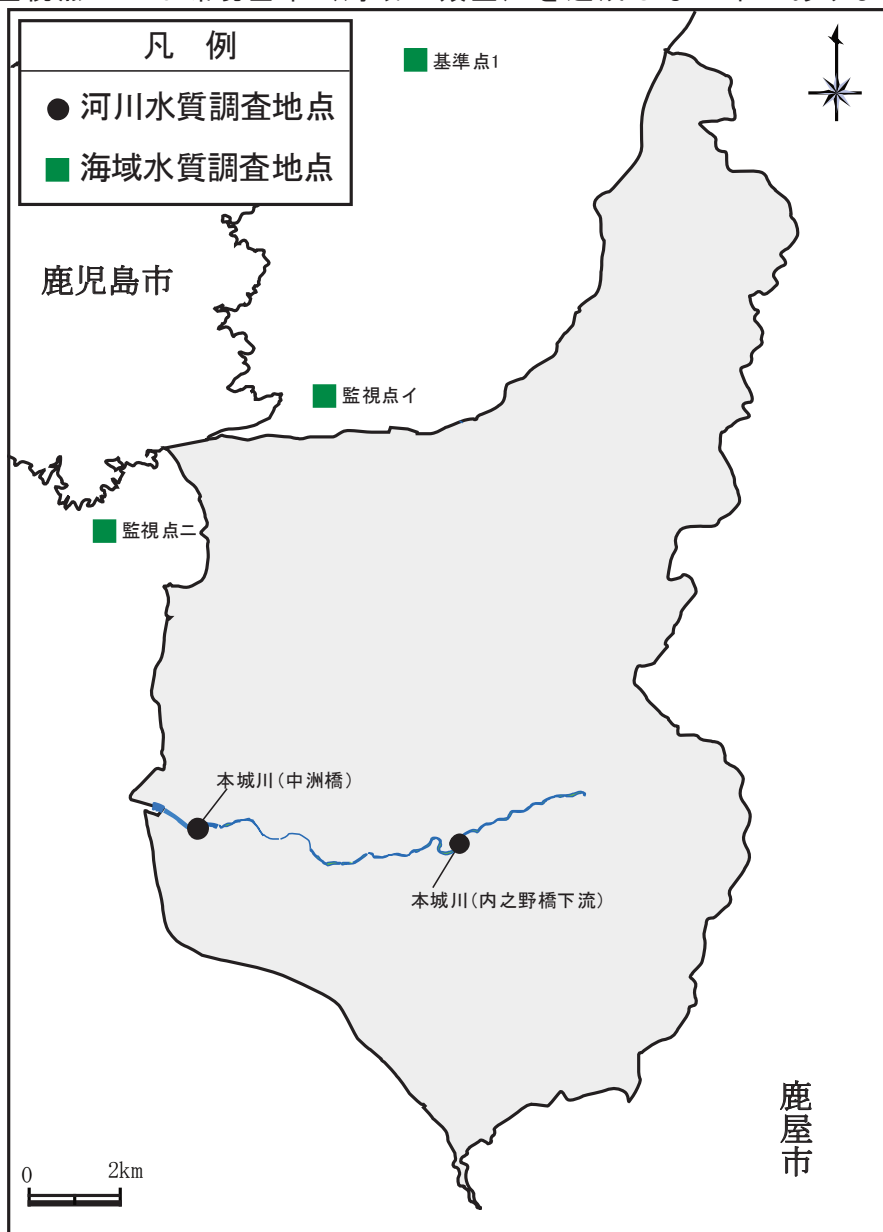 凡 例
河川水質調査地点
海域水質調査地点
基準点1
鹿児島市
監視点イ
監視点ニ
本城川(中洲橋)
本城川(内之野橋下流)
鹿屋市
0 2km